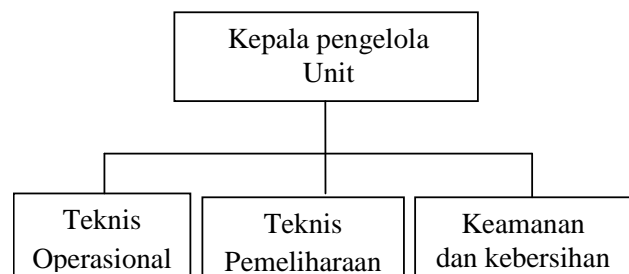 Kepala pengelola
Unit
Teknis
Operasional
Teknis
Pemeliharaan
Keamanan
dan kebersihan